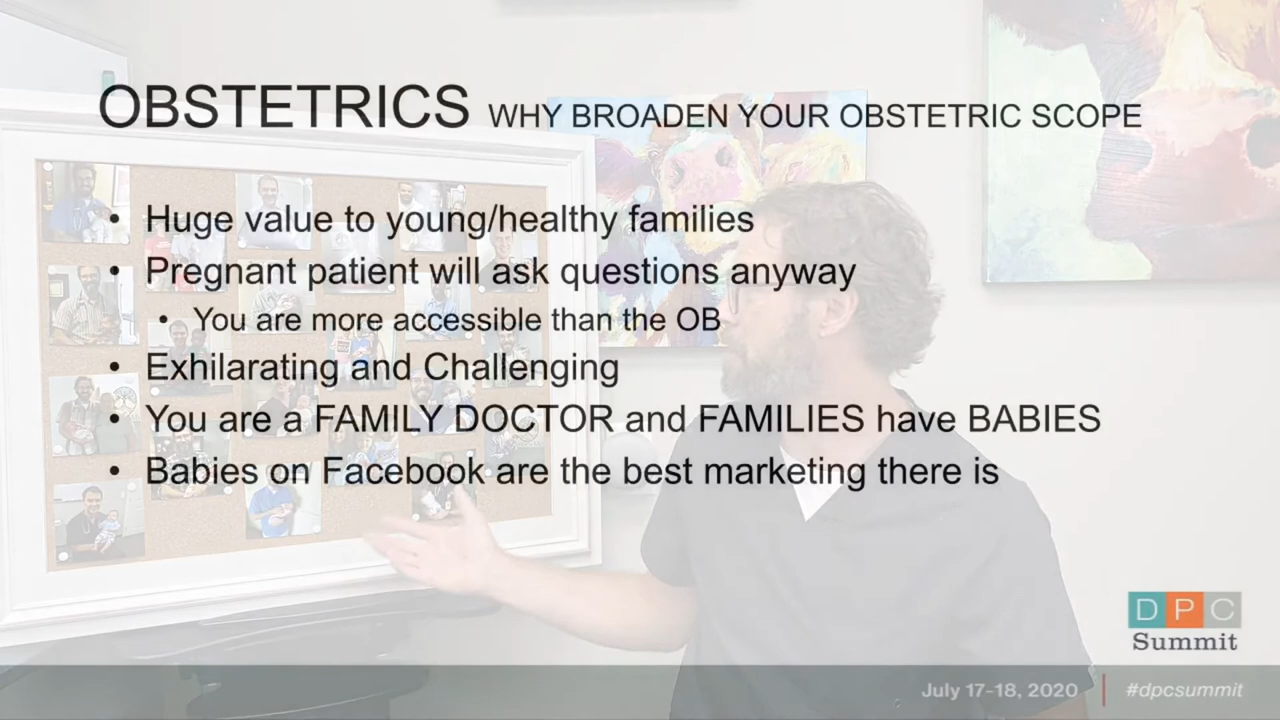 OBSTETRICS WHY BROADEN YOUR OBSTETRIC SCOPE
• Huge value to young/healthy families
• Pregnant patient will ask questions anyway
• You are more accessible than the OB
• Exhilarating and Challenging
• You are a FAMILY DOCTOR and FAMILIES have BABIES
• Babies on Facebook are the best marketing there is
DPC
Summit
July 17-18, 2020 | #dpcsummit